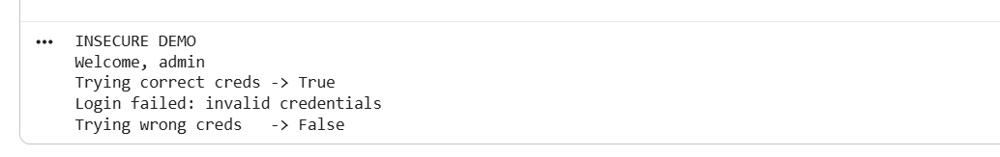 INSECURE DEMO
Welcome, admin
Trying correct creds -> True
Login failed: invalid credentials
Trying wrong creds   -> False